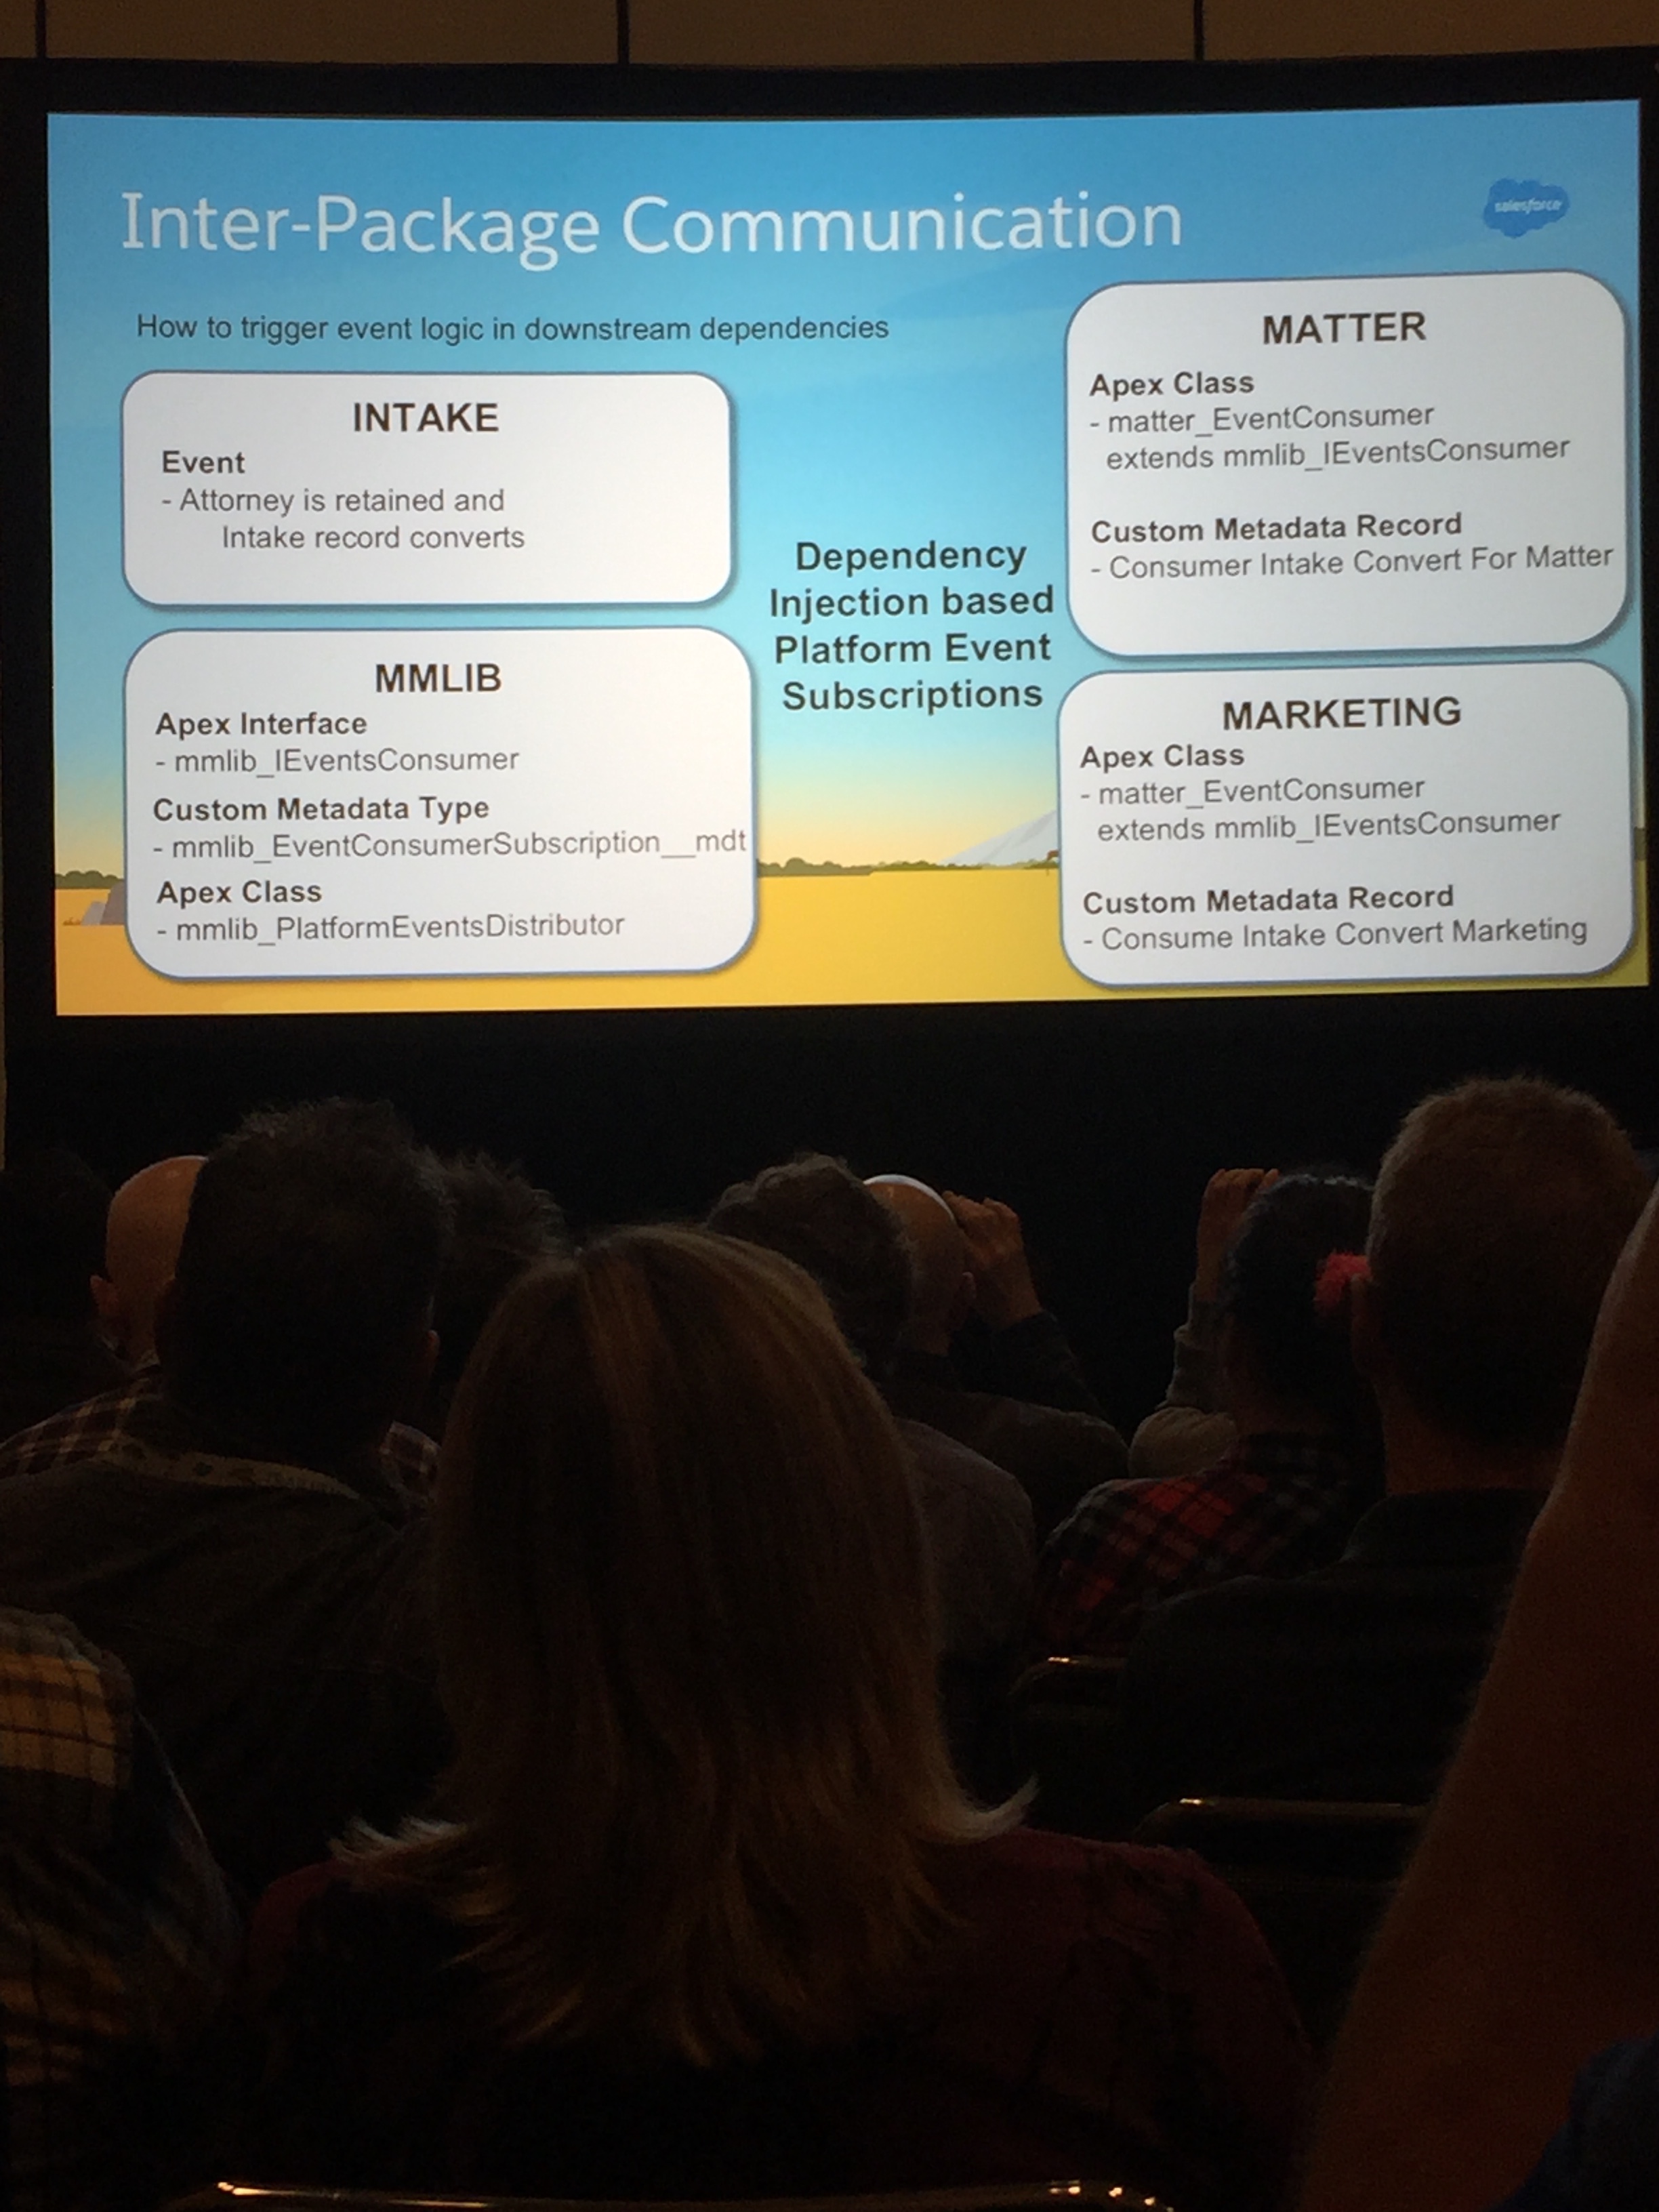 Inter-Package Communication
salesforce
How to trigger event logic in downstream dependencies
INTAKE
Event
- Attorney is retained and
Intake record converts
MMLIB
Apex Interface
- mmlib_IEventsConsumer
Custom Metadata Type
- mmlib_EventConsumerSubscription__mdt
Apex Class
- mmlib_PlatformEventsDistributor
Dependency
Injection based
Platform Event
Subscriptions
MATTER
Apex Class
- matter_EventConsumer
extends mmlib_IEventsConsumer
Custom Metadata Record
- Consumer Intake Convert For Matter
MARKETING
Apex Class
- matter_EventConsumer
extends mmlib_IEventsConsumer
Custom Metadata Record
- Consume Intake Convert Marketing